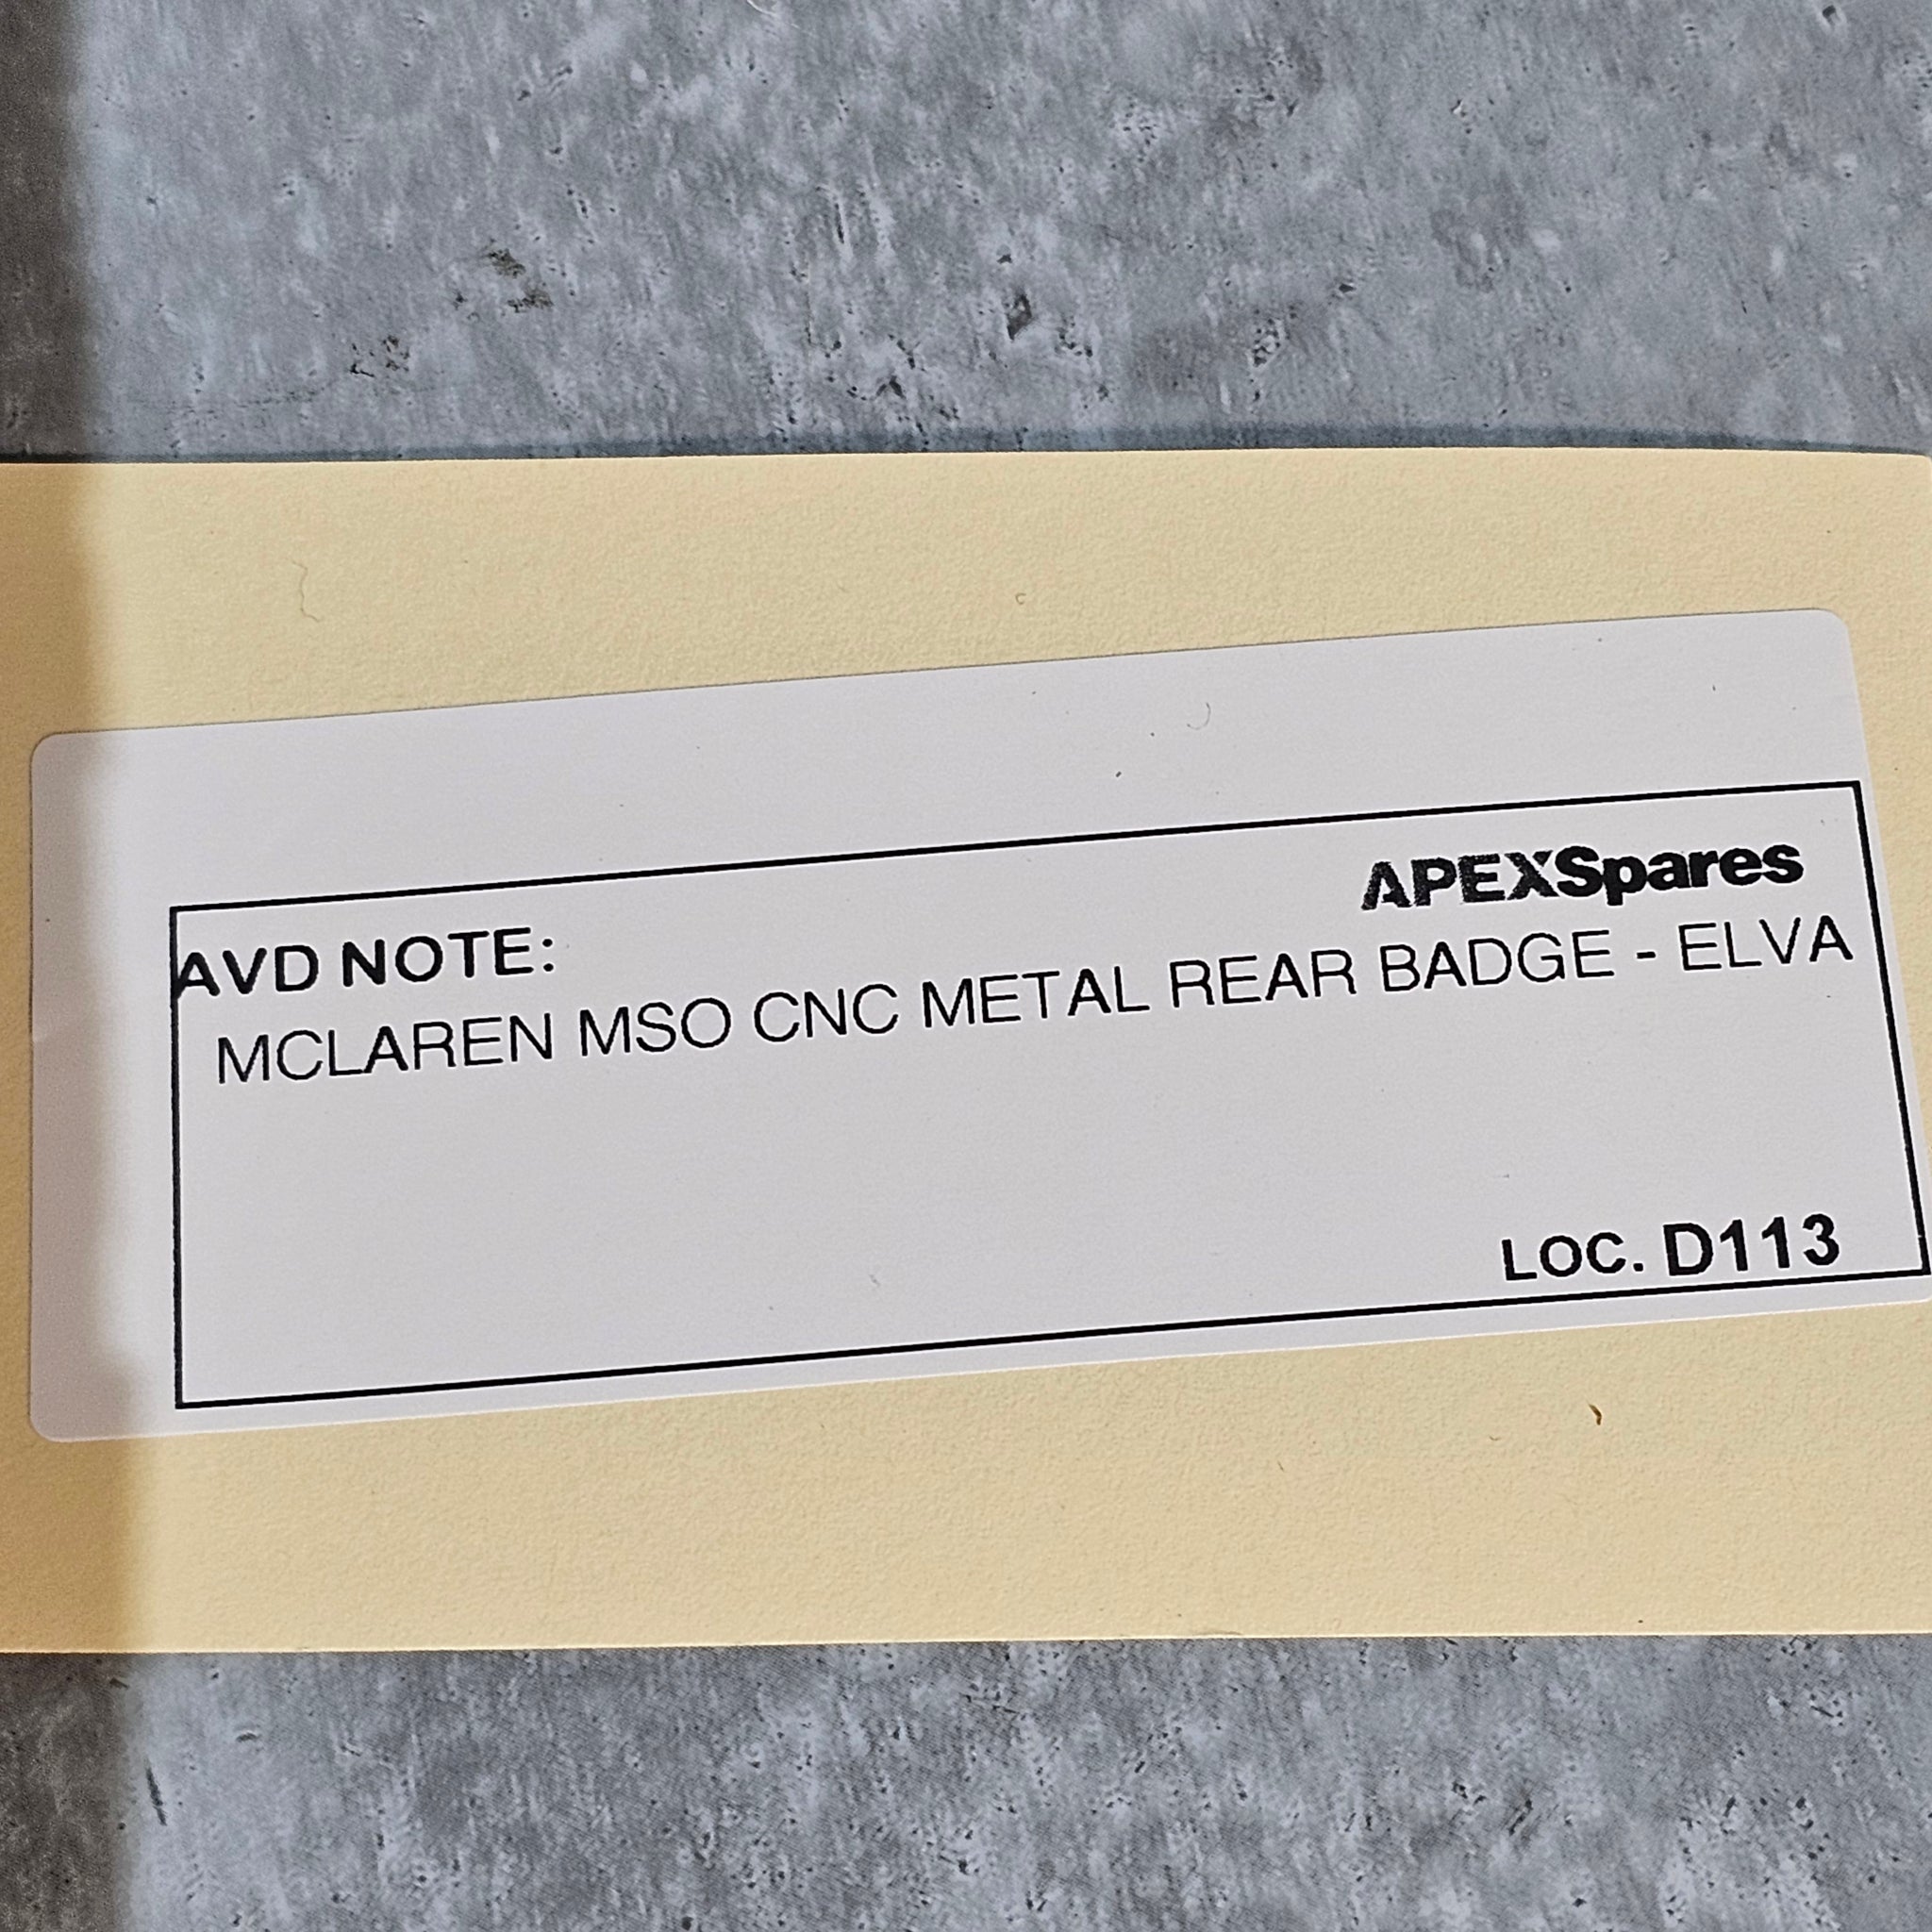 APEXSpares
AVD NOTE:
MCLAREN MSO CNC METAL REAR BADGE - ELVA
LOC. D113